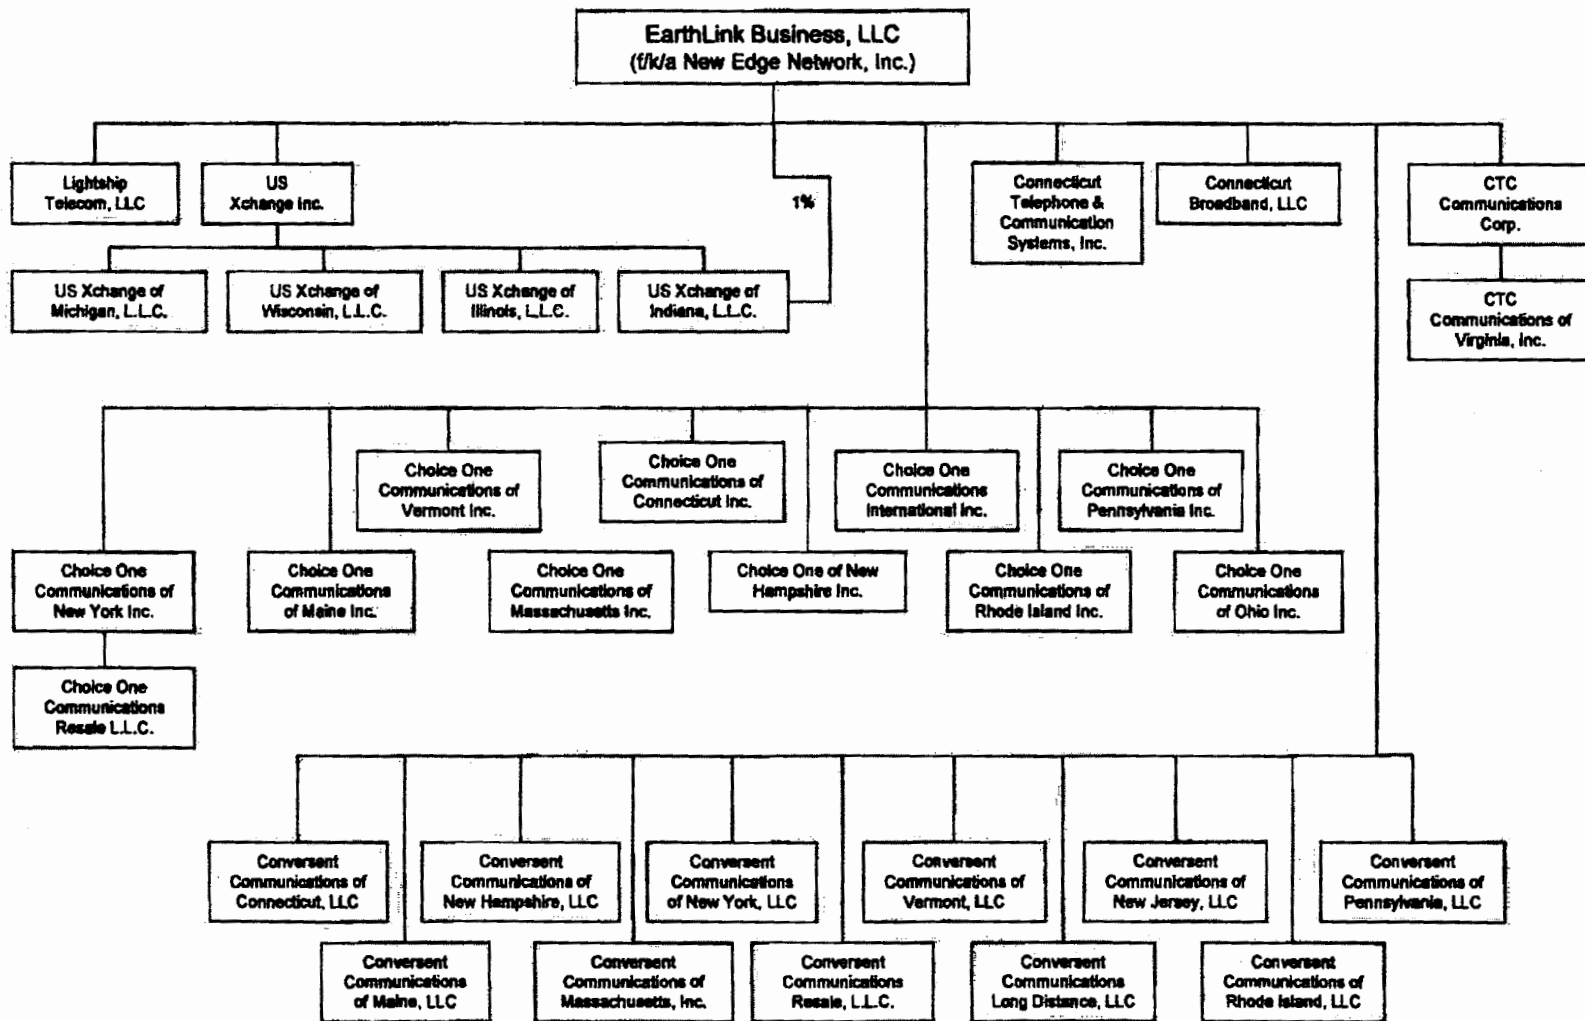 EarthLink Business, LLC
(f/k/a New Edge Network, Inc.)
Lightship
Telecom, LLC
US
Xchange Inc.
1%
Connecticut
Telephone &
Communication
Systems, Inc.
Connecticut
Broadband, LLC
CTC
Communications
Corp.
US Xchange of
Michigan, L.L.C.
US Xchange of
Wisconsin, L.L.C.
US Xchange of
Illinois, L.L.C.
US Xchange of
Indiana, L.L.C.
CTC
Communications of
Virginia, Inc.
Choice One
Communications of
Vermont Inc.
Choice One
Communications of
Connecticut Inc.
Choice One
Communications
International Inc.
Choice One
Communications of
Pennsylvania Inc.
Choice One
Communications of
New York Inc.
Choice One
Communications
of Maine Inc.
Choice One
Communications of
Massachusetts Inc.
Choice One of New
Hampshire Inc.
Choice One
Communications of
Rhode Island Inc.
Choice One
Communications
of Ohio Inc.
Choice One
Communications
Resale L.L.C.
Conversent
Communications of
Connecticut, LLC
Conversent
Communications of
New Hampshire, LLC
Conversent
Communications
of New York, LLC
Conversent
Communications of
Vermont, LLC
Conversent
Communications of
New Jersey, LLC
Conversent
Communications of
Pennsylvania, LLC
Conversent
Communications
of Maine, LLC
Conversent
Communications of
Massachusetts, Inc.
Conversent
Communications
Resale, L.L.C.
Conversent
Communications
Long Distance, LLC
Conversent
Communications of
Rhode Island, LLC